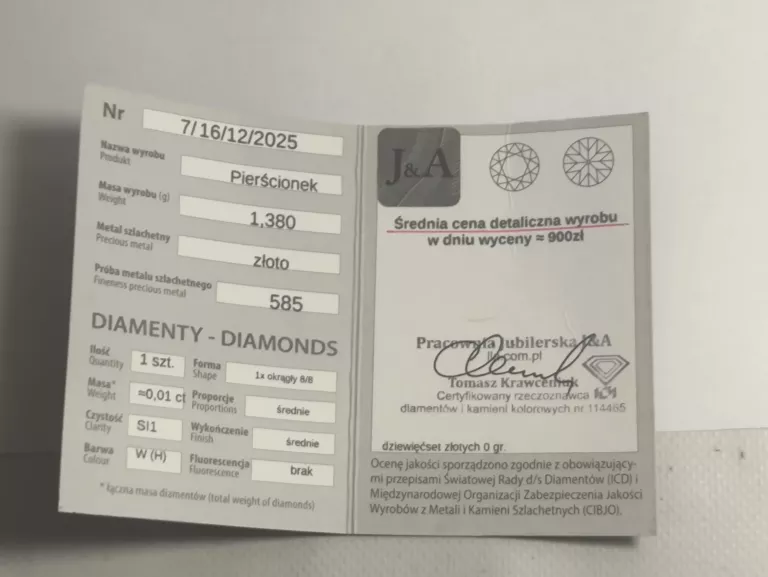 Nr 7/16/12/2025
Nazwa wyrobu
Produkt
Pierścionek
Masa wyrobu (g)
Weight
1,380
Metal szlachetny
Precious metal
złoto
Próba metalu szlachetnego
Fineness precious metal
585
DIAMENTY - DIAMONDS
Ilość
Quantity
1 szt.
Forma
Shape
1x okrągły 8/8
Masa*
Weight
≈0,01 ct
Proporcje
Proportions
średnie
Czystość
Clarity
SI1
Wykończenie
Finish
średnie
Barwa
Colour
W (H)
Fluorescencja
Fluorescence
brak
* łączna masa diamentów (total weight of diamonds)
J&A
Średnia cena detaliczna wyrobu
w dniu wyceny ≈ 900zł
Pracownia Jubilerska J&A
com.pl
Tomasz Krawczniuk
Certyfikowany rzeczoznawca
diamentów i kamieni kolorowych nr 114485
dziewięćset złotych 0 gr.
Ocenę jakości sporządzono zgodnie z obowiązujący-
mi przepisami Światowej Rady d/s Diamentów (ICD) i
Międzynarodowej Organizacji Zabezpieczenia Jakości
Wyrobów z Metali i Kamieni Szlachetnych (CIBJO).